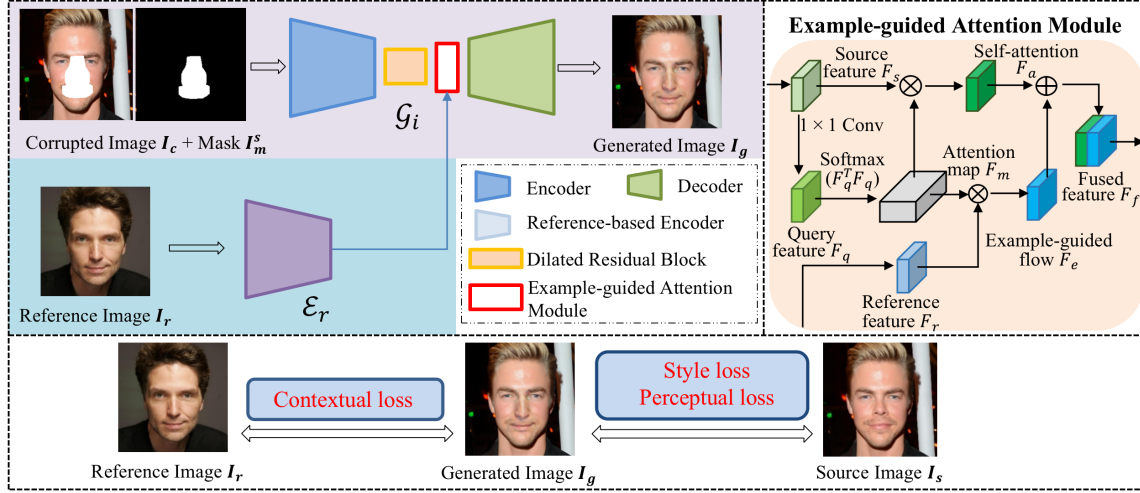 Corrupted Image I_c + Mask I_m^s
G_i
Generated Image I_g
Reference Image I_r
ℰ_r
Encoder
Decoder
Reference-based Encoder
Dilated Residual Block
Example-guided Attention
Module
Example-guided Attention Module
Source
feature F_s
Self-attention
F_a
1 × 1 Conv
Softmax
(F_q^T F_q)
Attention
map F_m
Fused
feature F_f
Query
feature F_q
Example-guided
flow F_e
Reference
feature F_r
Contextual loss
Style loss
Perceptual loss
Reference Image I_r
Generated Image I_g
Source Image I_s